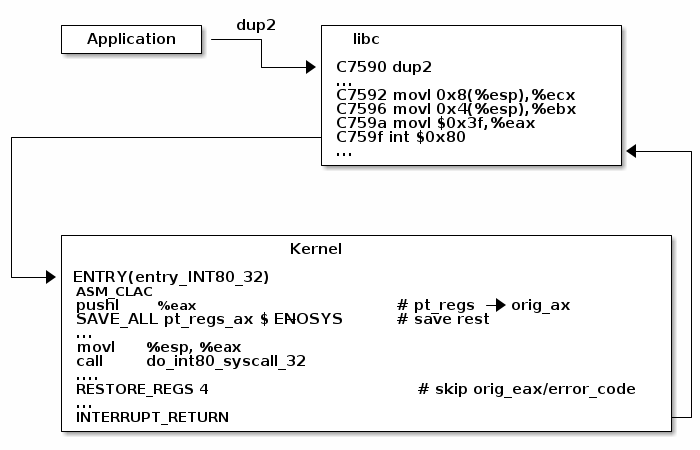 dup2
Application
libc
C7590 dup2
...
C7592 movl 0x8(%esp),%ecx
C7596 movl 0x4(%esp),%ebx
C759a movl $0x3f,%eax
C759f int $0x80
...
Kernel
ENTRY(entry_INT80_32)
ASM_CLAC
pushl %eax # pt_regs → orig_ax
SAVE_ALL pt_regs_ax $ ENOSYS # save rest
...
movl %esp, %eax
call do_int80_syscall_32
....
RESTORE_REGS 4 # skip orig_eax/error_code
...
INTERRUPT_RETURN